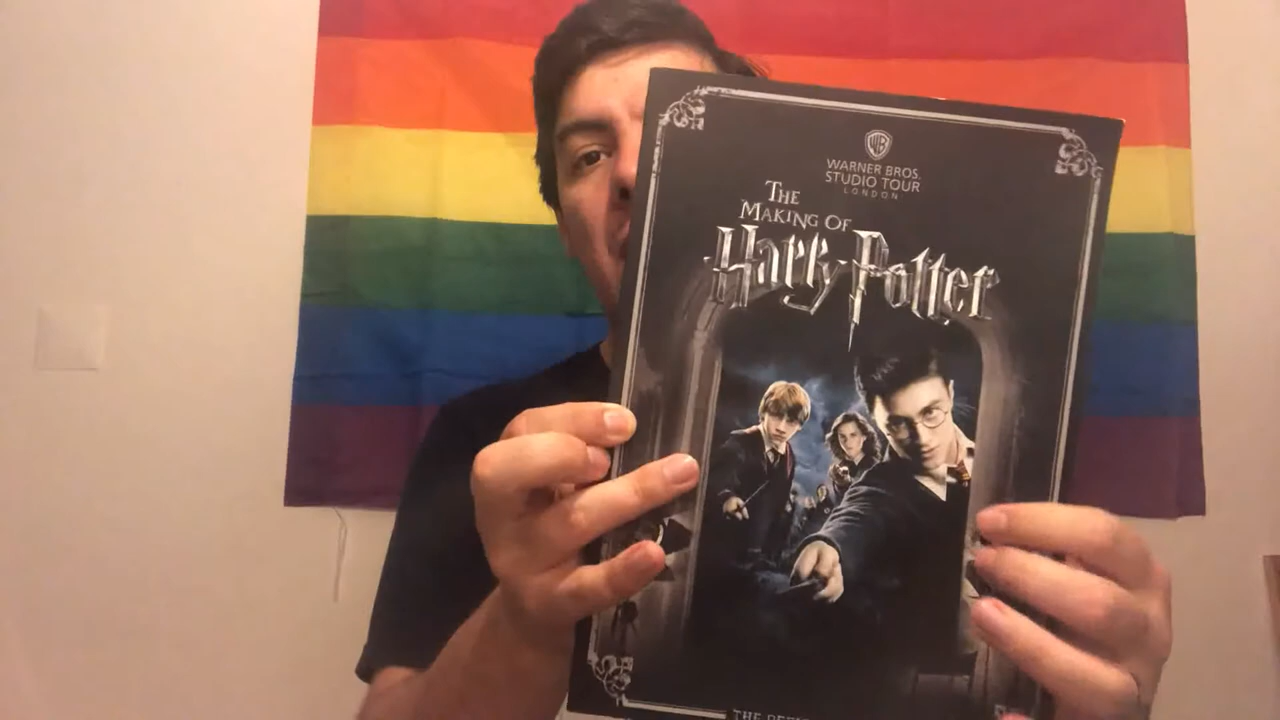 WB
WARNER BROS.
STUDIO TOUR
LONDON
THE
MAKING OF
Harry Potter